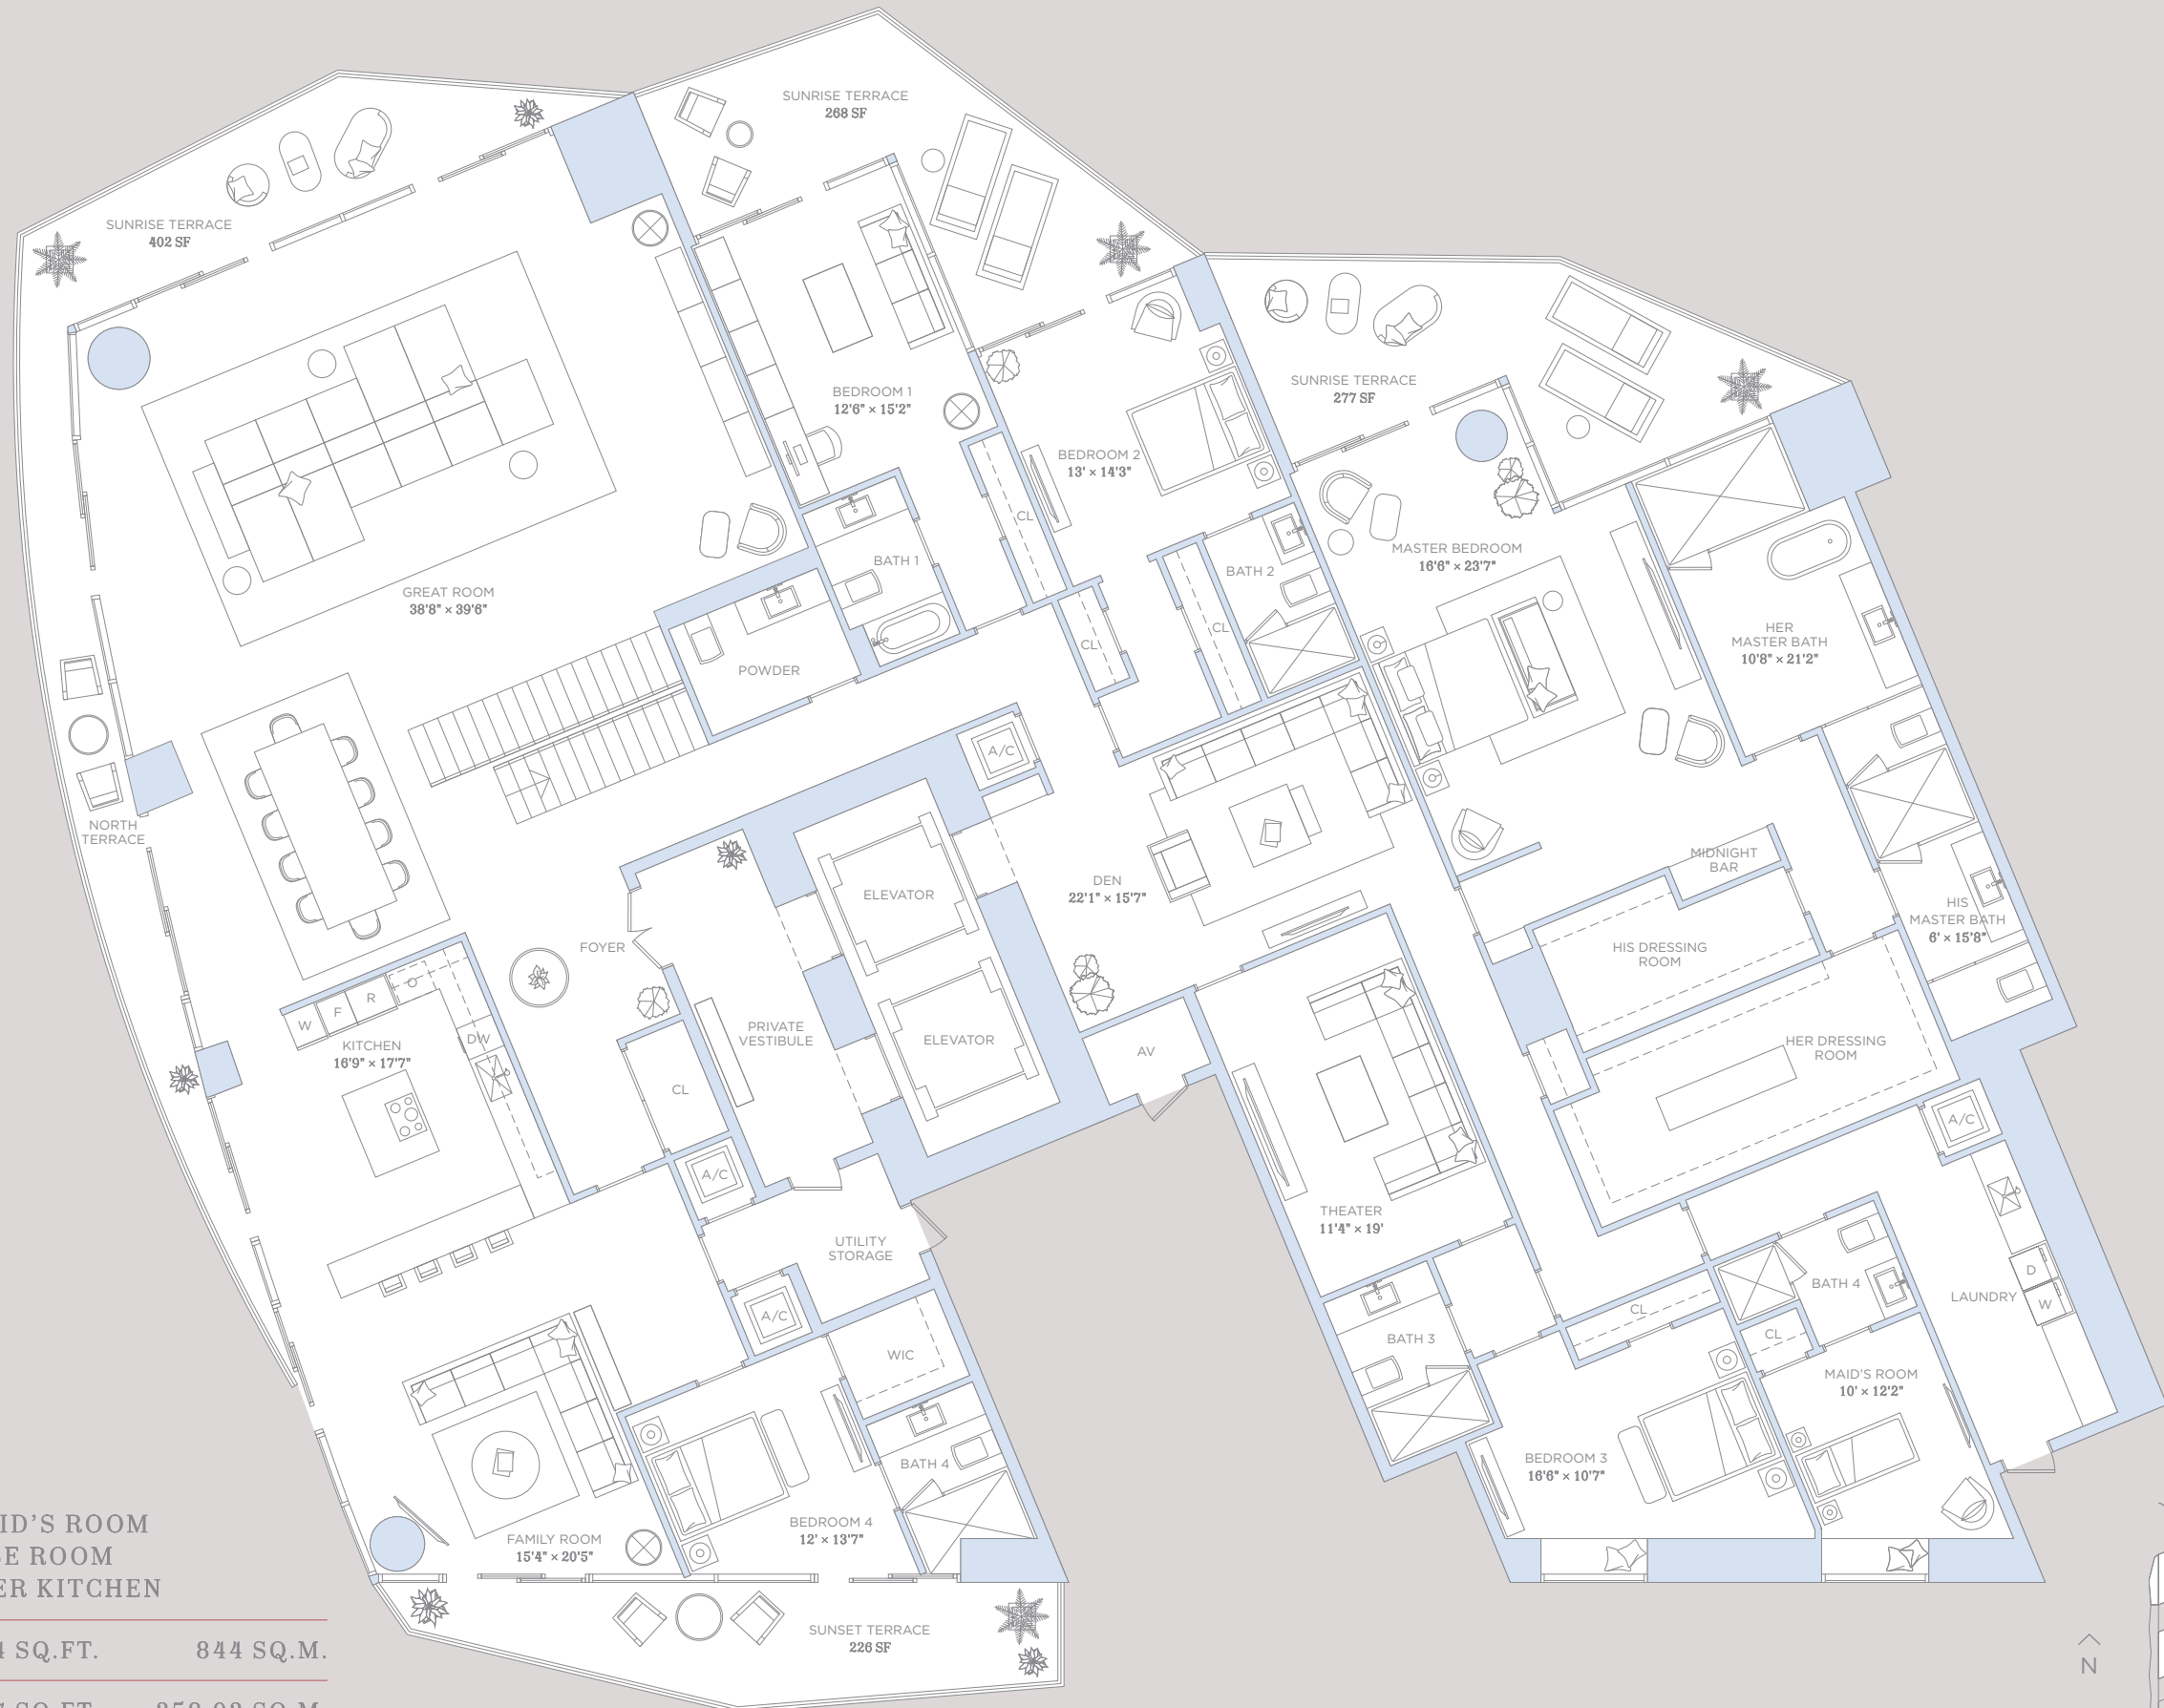 SUNRISE TERRACE
268 SF
SUNRISE TERRACE
402 SF
SUNRISE TERRACE
277 SF
BEDROOM 1
12'6" × 15'2"
BEDROOM 2
13' × 14'3"
CL
BATH 1
BATH 2
MASTER BEDROOM
16'6" × 23'7"
GREAT ROOM
38'8" × 39'6"
CL
CL
HER
MASTER BATH
10'8" × 21'2"
POWDER
A/C
NORTH
TERRACE
MIDNIGHT
BAR
ELEVATOR
DEN
22'1" × 15'7"
HIS
MASTER BATH
6' × 15'8"
FOYER
HIS DRESSING
ROOM
O
R
F
W
DW
KITCHEN
16'9" × 17'7"
PRIVATE
VESTIBULE
ELEVATOR
AV
HER DRESSING
ROOM
CL
A/C
A/C
THEATER
11'4" × 19'
UTILITY
STORAGE
D
W
BATH 4
LAUNDRY
CL
A/C
BATH 3
CL
WIC
MAID'S ROOM
10' × 12'2"
BATH 4
BEDROOM 3
16'6" × 10'7"
BEDROOM 4
12' × 13'7"
FAMILY ROOM
15'4" × 20'5"
SUNSET TERRACE
226 SF
ID'S ROOM
E ROOM
ER KITCHEN
4 SQ.FT. 844 SQ.M.
SQ.FT. SQ.M.
N